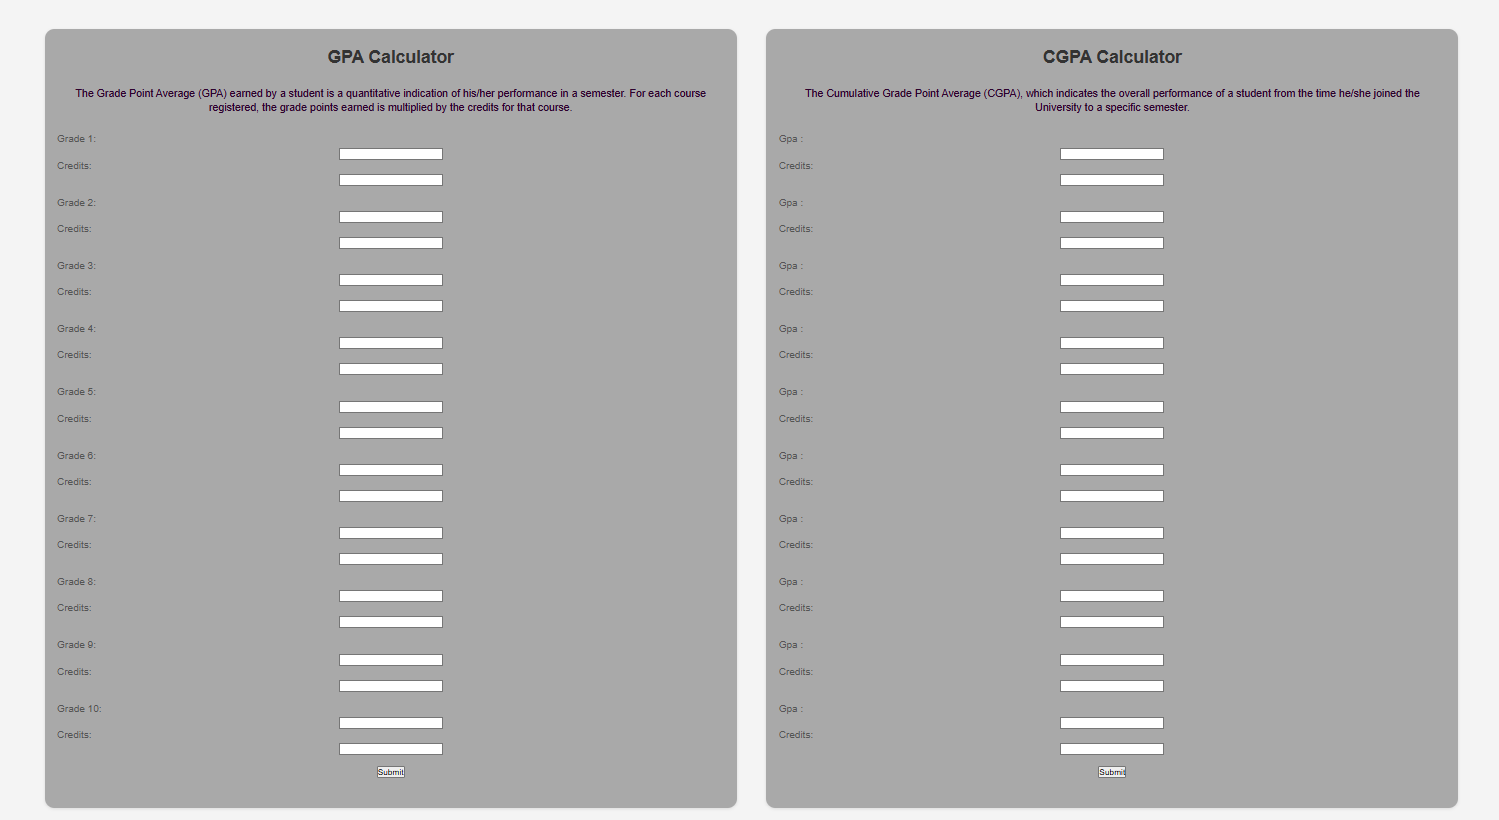 GPA Calculator
The Grade Point Average (GPA) earned by a student is a quantitative indication of his/her performance in a semester. For each course
registered, the grade points earned is multiplied by the credits for that course.
Grade 1:
Credits:
Grade 2:
Credits:
Grade 3:
Credits:
Grade 4:
Credits:
Grade 5:
Credits:
Grade 6:
Credits:
Grade 7:
Credits:
Grade 8:
Credits:
Grade 9:
Credits:
Grade 10:
Credits:
Submit
CGPA Calculator
The Cumulative Grade Point Average (CGPA), which indicates the overall performance of a student from the time he/she joined the
University to a specific semester.
Gpa :
Credits:
Gpa :
Credits:
Gpa :
Credits:
Gpa :
Credits:
Gpa :
Credits:
Gpa :
Credits:
Gpa :
Credits:
Gpa :
Credits:
Gpa :
Credits:
Gpa :
Credits:
Submit